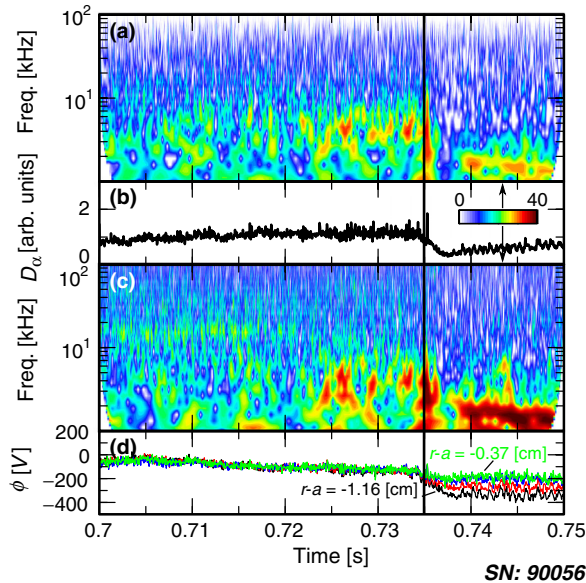 (a)
Freq. [kHz]
10²
10¹
(b)
Dα [arb. units]
2
0
0 40
(c)
Freq. [kHz]
10²
10¹
(d)
ϕ [V]
200
0
−200
−400
r-a = -0.37 [cm]
r-a = -1.16 [cm]
0.7 0.71 0.72 0.73 0.74 0.75
Time [s]
SN: 90056